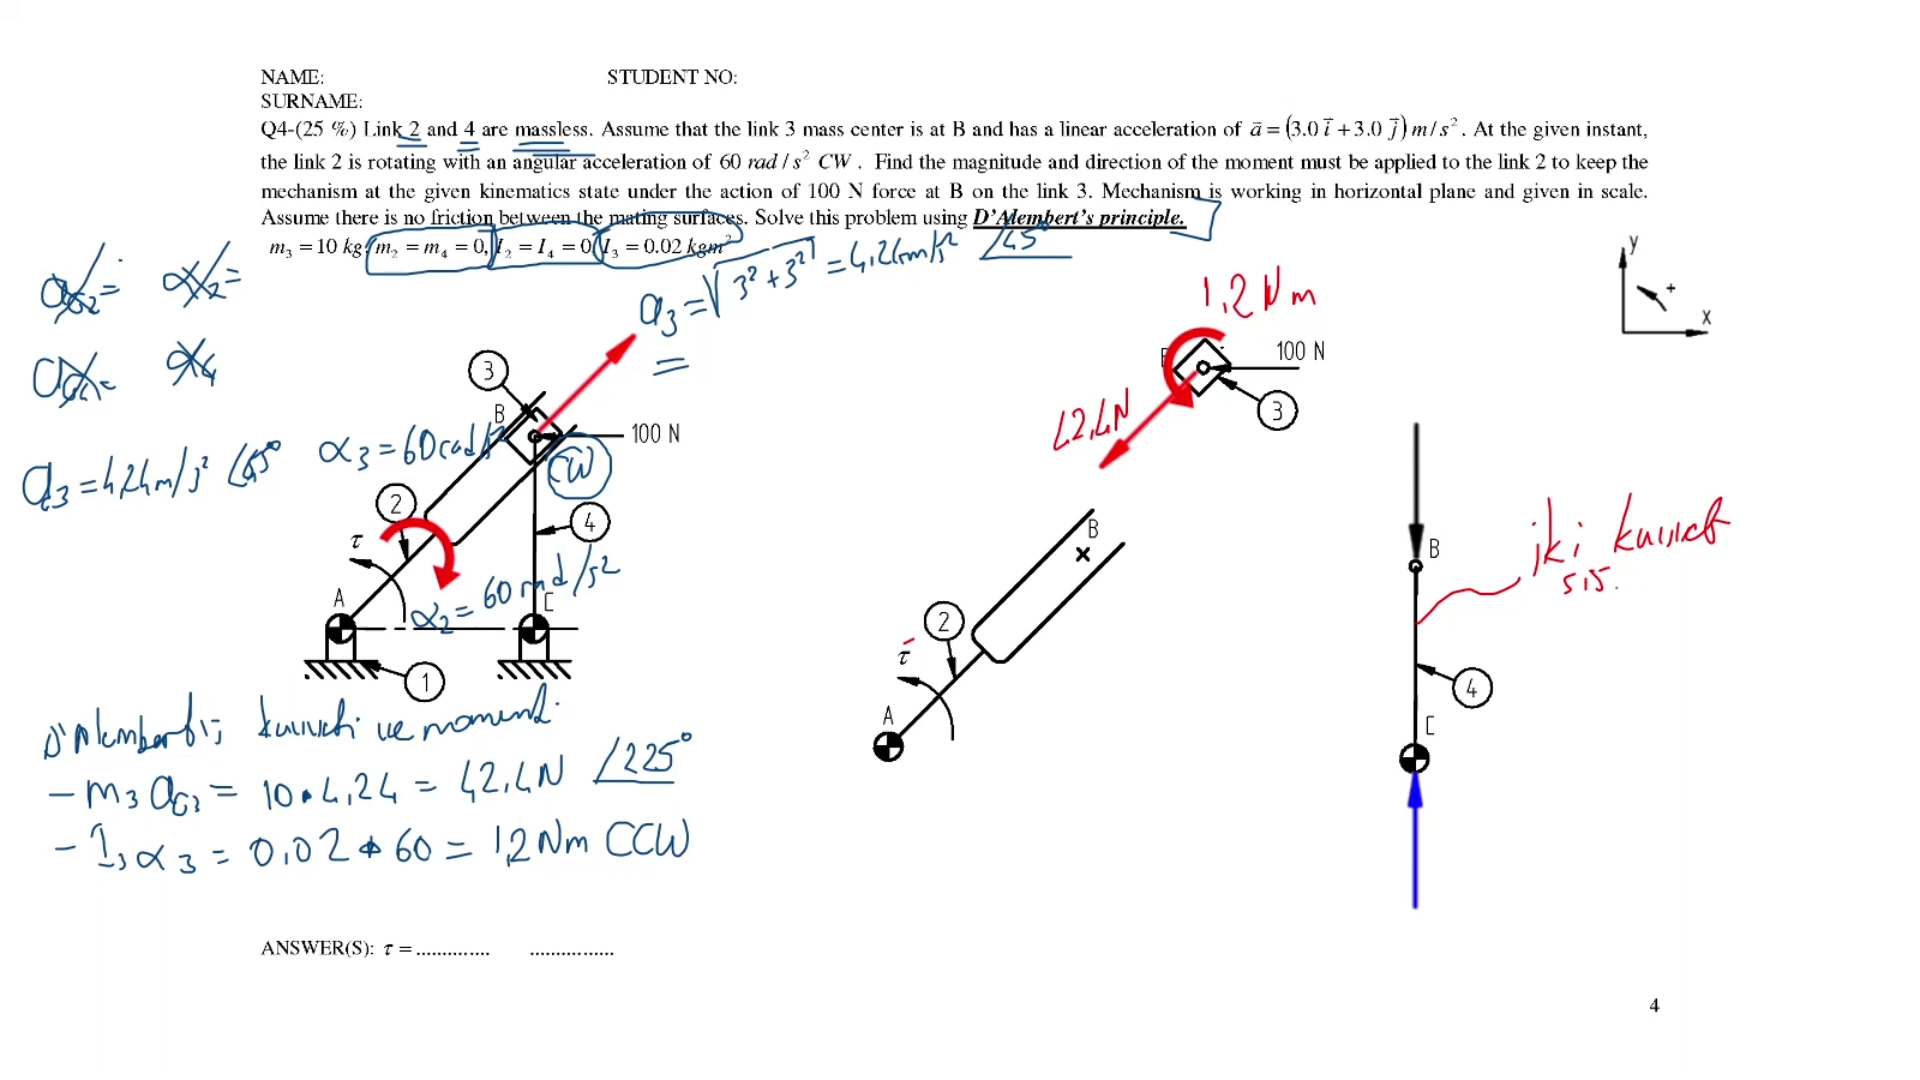 NAME: STUDENT NO:
SURNAME:
Q4-(25 %) Link 2 and 4 are massless. Assume that the link 3 mass center is at B and has a linear acceleration of a⃗ = (3.0 i⃗ + 3.0 j⃗) m/s². At the given instant,
the link 2 is rotating with an angular acceleration of 60 rad/s² CW. Find the magnitude and direction of the moment must be applied to the link 2 to keep the
mechanism at the given kinematics state under the action of 100 N force at B on the link 3. Mechanism is working in horizontal plane and given in scale.
Assume there is no friction between the mating surfaces. Solve this problem using D'Alembert's principle.
m₃ = 10 kg, m₂ = m₄ = 0, I₂ = I₄ = 0, I₃ = 0.02 kgm²
a₃ = √3² + 3² = 4,24m/s² ∠45°
=
α₂ =
α₄
a₃ = 4,24m/s² ∠45°
α₃ = 60 rad/s²
CW
3
B
100 N
2
4
τ
A
C
α₂ = 60 rad/s²
1
D'Alembert; kuvveti ve moment.
- m₃ a_G₃ = 10 • 4,24 = 42,4N ∠225°
- I₃ α₃ = 0,02 * 60 = 1,2 Nm CCW
1,2 Nm
100 N
42,4N
3
B
2
τ
A
B
iki kuvvet
sis.
4
C
y
+
x
ANSWER(S): τ = .............. ................
4